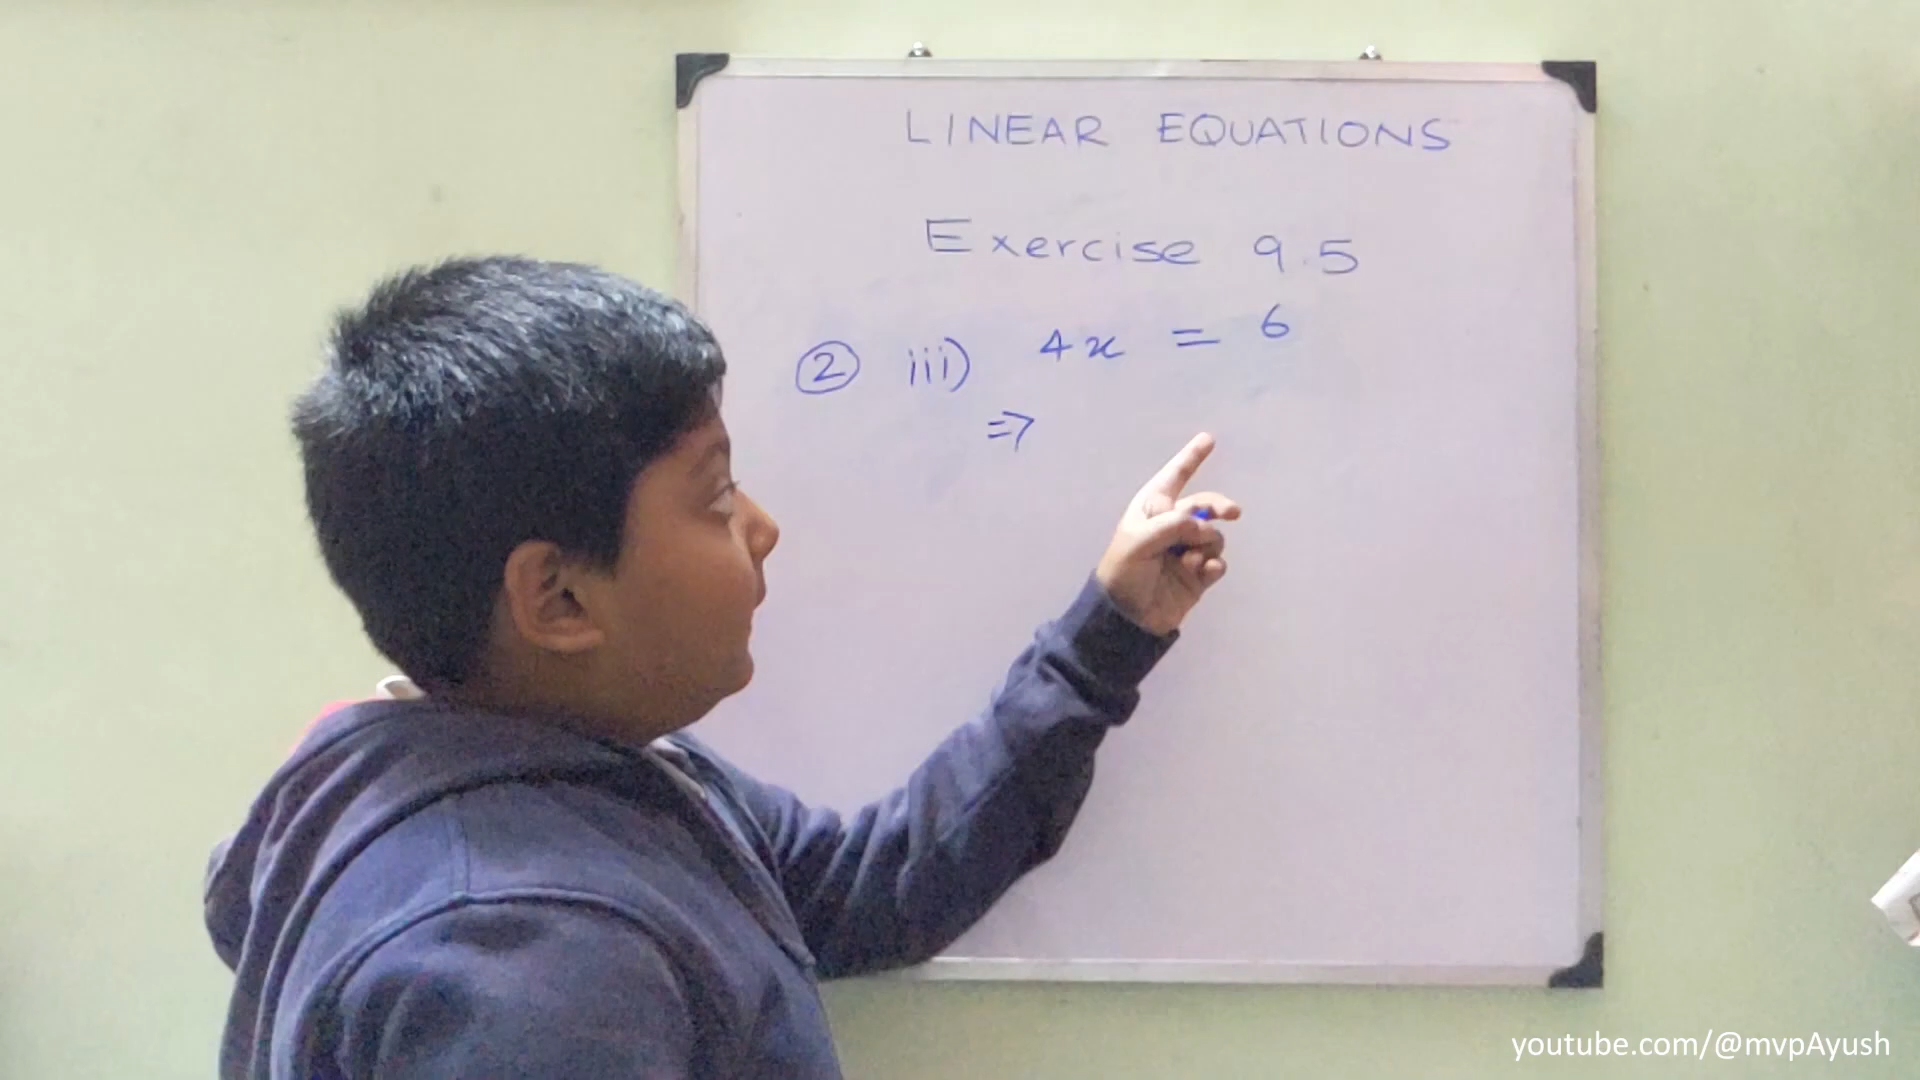 LINEAR EQUATIONS
Exercise 9.5
② iii) 4x = 6
⇒
youtube.com/@mvpAyush